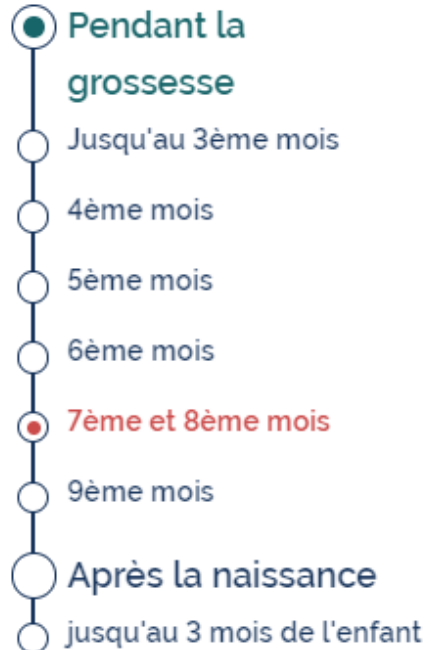 Pendant la
grossesse
Jusqu'au 3ème mois
4ème mois
5ème mois
6ème mois
7ème et 8ème mois
9ème mois
Après la naissance
jusqu'au 3 mois de l'enfant